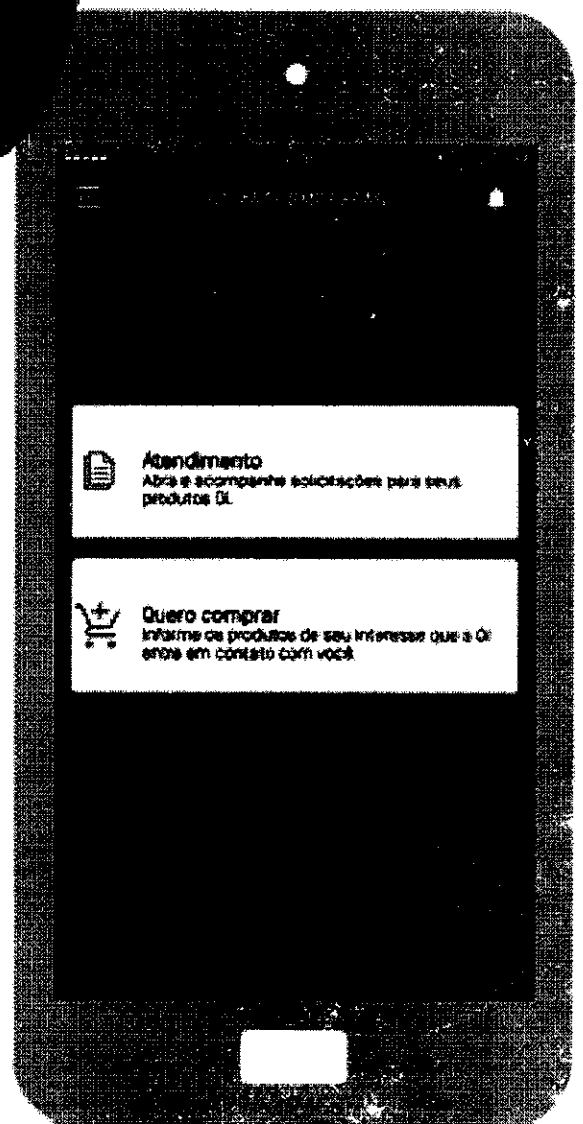 Atendimento
Abra e acompanhe solicitações para seus
produtos Oi.
Quero comprar
Informe os produtos de seu interesse que a Oi
entra em contato com você